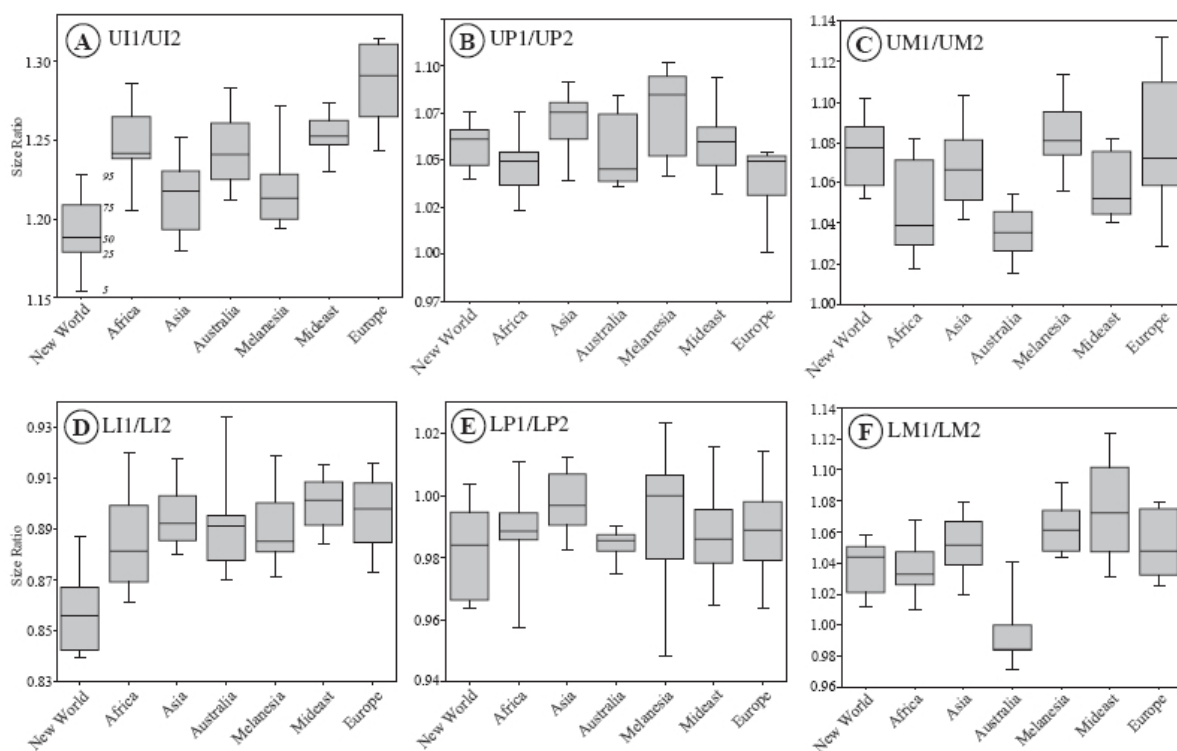 A UI1/UI2
Size Ratio
1.30
1.25
1.20
1.15
95
75
50
25
5
New World
Africa
Asia
Australia
Melanesia
Mideast
Europe
B UP1/UP2
1.12
1.10
1.07
1.05
1.02
1.00
0.97
New World
Africa
Asia
Australia
Melanesia
Mideast
Europe
C UM1/UM2
1.14
1.12
1.10
1.08
1.06
1.04
1.02
1.00
New World
Africa
Asia
Australia
Melanesia
Mideast
Europe
D LI1/LI2
Size Ratio
0.93
0.91
0.89
0.87
0.85
0.83
New World
Africa
Asia
Australia
Melanesia
Mideast
Europe
E LP1/LP2
1.02
1.00
0.98
0.96
0.94
New World
Africa
Asia
Australia
Melanesia
Mideast
Europe
F LM1/LM2
1.14
1.12
1.10
1.08
1.06
1.04
1.02
1.00
0.98
0.96
New World
Africa
Asia
Australia
Melanesia
Mideast
Europe